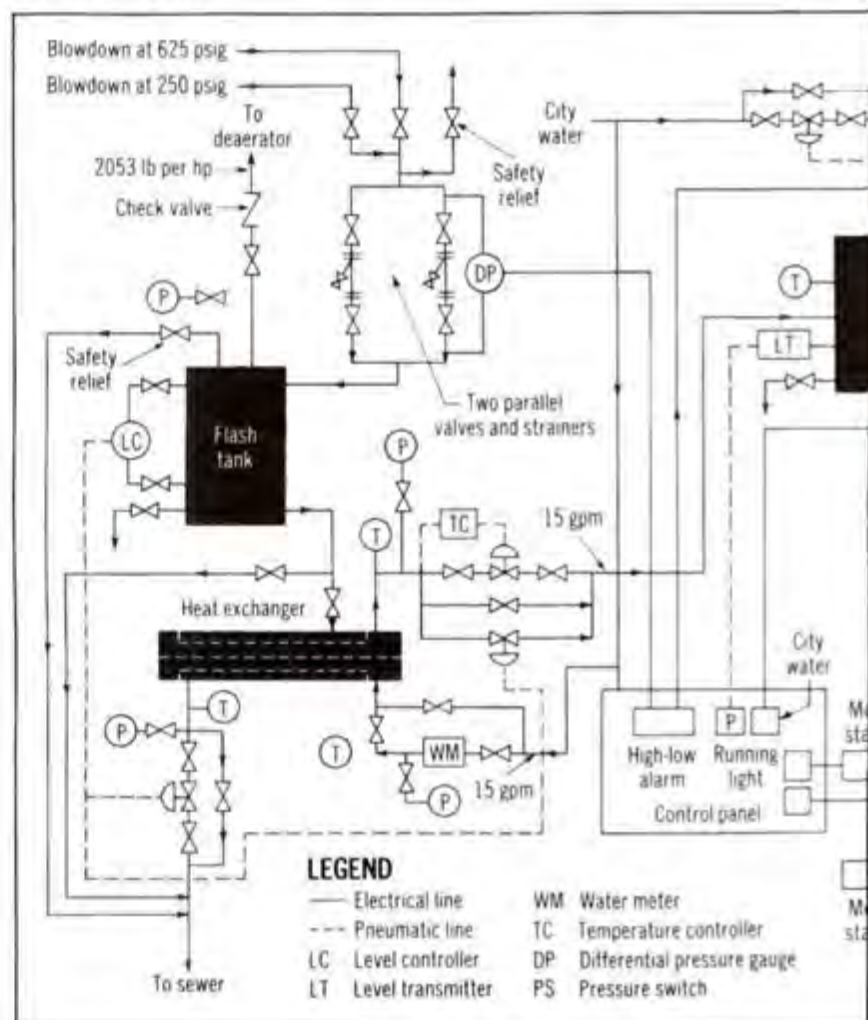 Blowdown at 625 psig
Blowdown at 250 psig
To
deaerator
2053 lb per hp
Check valve
City
water
Safety
relief
P
DP
T
Safety
relief
LT
Two parallel
valves and strainers
LC
Flash
tank
P
TC
15 gpm
T
Heat exchanger
City
water
T
P
T
WM
P
15 gpm
P
High-low
alarm
Running
light
Control panel
LEGEND
Electrical line
Pneumatic line
LC Level controller
LT Level transmitter
WM Water meter
TC Temperature controller
DP Differential pressure gauge
PS Pressure switch
To sewer